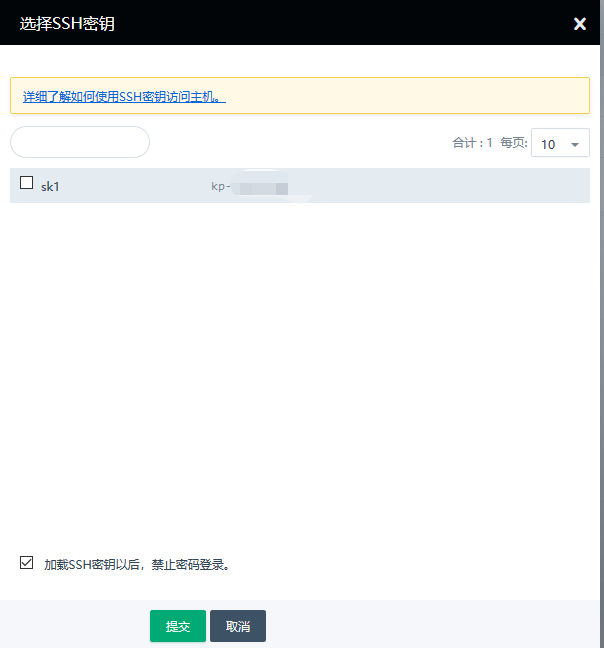 选择SSH密钥
详细了解如何使用SSH密钥访问主机。
合计 : 1 每页: 10
sk1 kp-
加载SSH密钥以后，禁止密码登录。
提交 取消